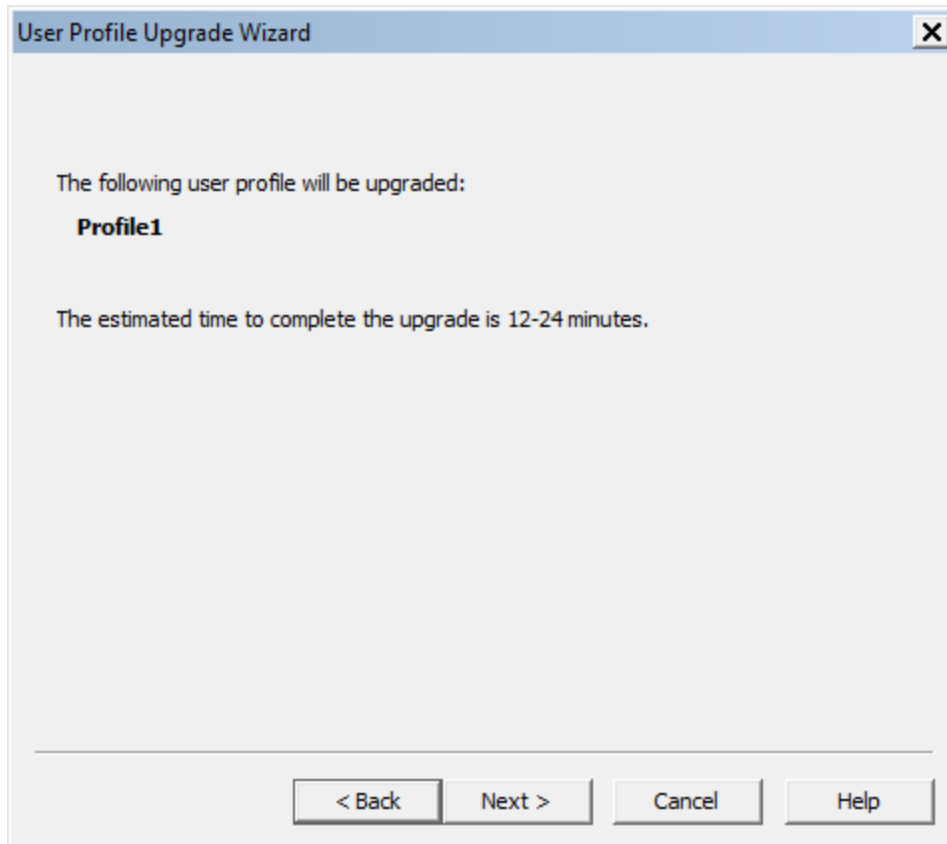 User Profile Upgrade Wizard
The following user profile will be upgraded:
Profile1
The estimated time to complete the upgrade is 12-24 minutes.
< Back Next > Cancel Help